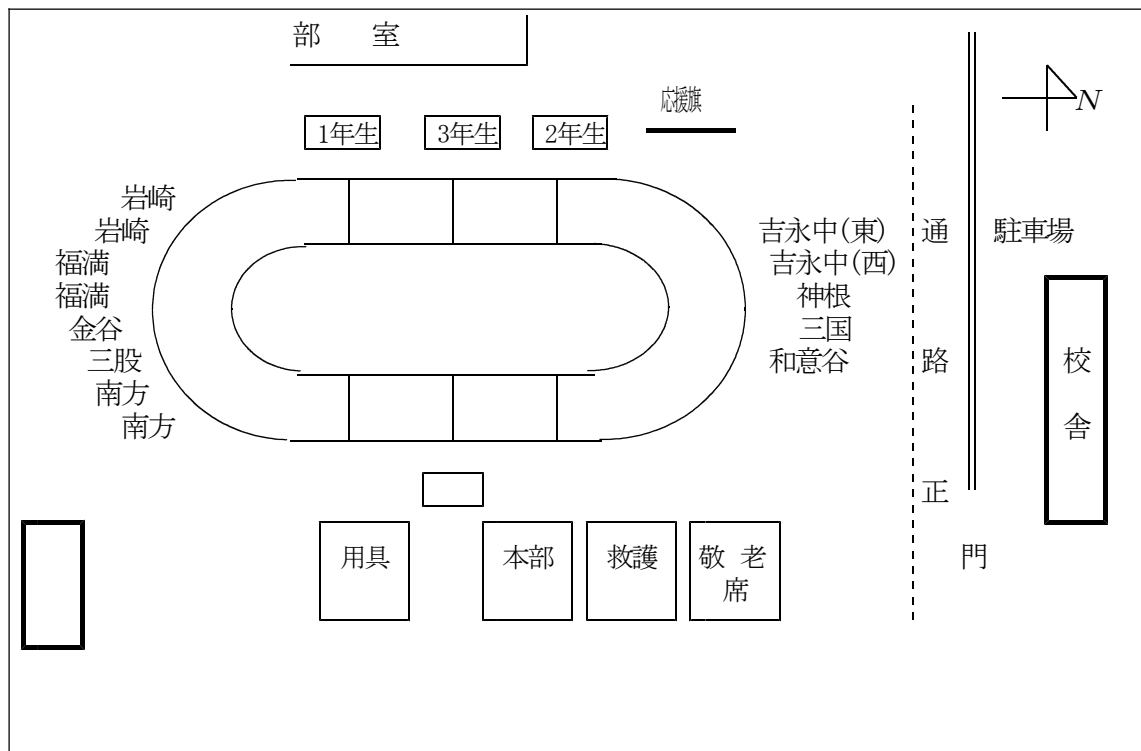 部 室
応援旗
N
1年生 3年生 2年生
岩崎
岩崎
福満
福満
金谷
三股
南方
南方
吉永中(東)
吉永中(西)
神根
三国
和意谷
通路
正門
駐車場
校舎
用具
本部
救護
敬 老
席